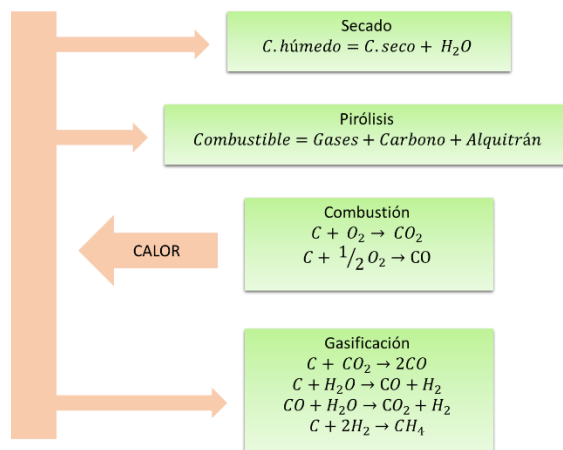 Secado
C.húmedo = C.seco + H₂O
Pirólisis
Combustible = Gases + Carbono + Alquitrán
Combustión
C + O₂ → CO₂
CALOR
C + 1/2 O₂ → CO
Gasificación
C + CO₂ → 2CO
C + H₂O → CO + H₂
CO + H₂O → CO₂ + H₂
C + 2H₂ → CH₄